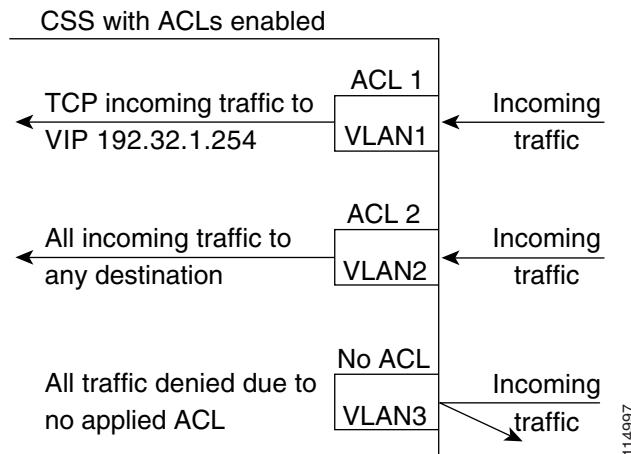 CSS with ACLs enabled
ACL 1
TCP incoming traffic to
VIP 192.32.1.254
VLAN1
Incoming
traffic
ACL 2
All incoming traffic to
any destination
VLAN2
Incoming
traffic
No ACL
All traffic denied due to
no applied ACL
VLAN3
Incoming
traffic
114997